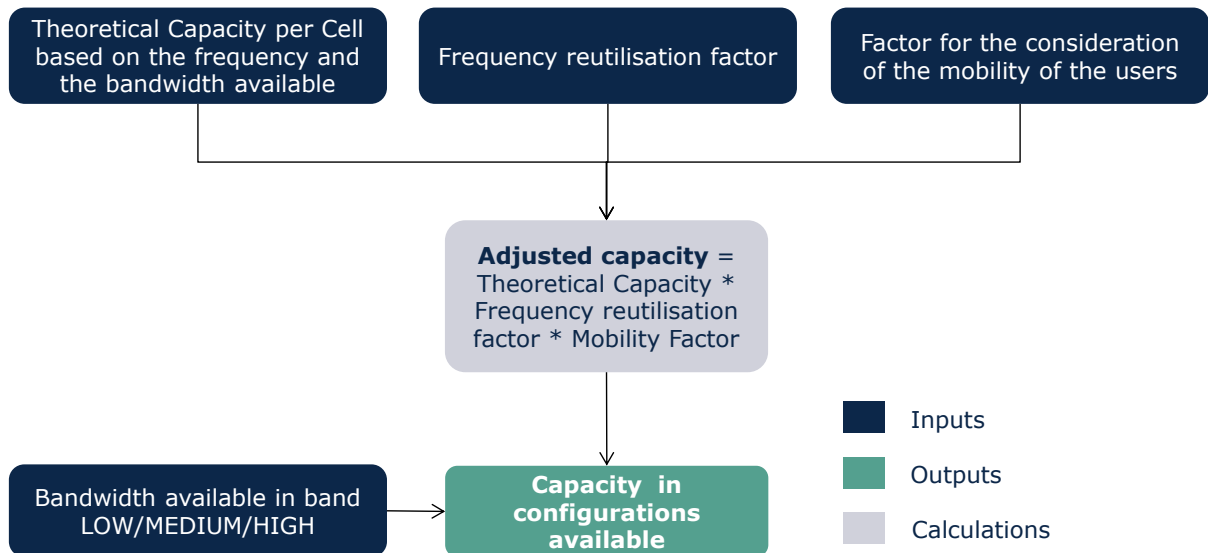 Theoretical Capacity per Cell
based on the frequency and
the bandwidth available
Frequency reutilisation factor
Factor for the consideration
of the mobility of the users
Adjusted capacity =
Theoretical Capacity *
Frequency reutilisation
factor * Mobility Factor
Bandwidth available in band
LOW/MEDIUM/HIGH
Capacity in
configurations
available
Inputs
Outputs
Calculations